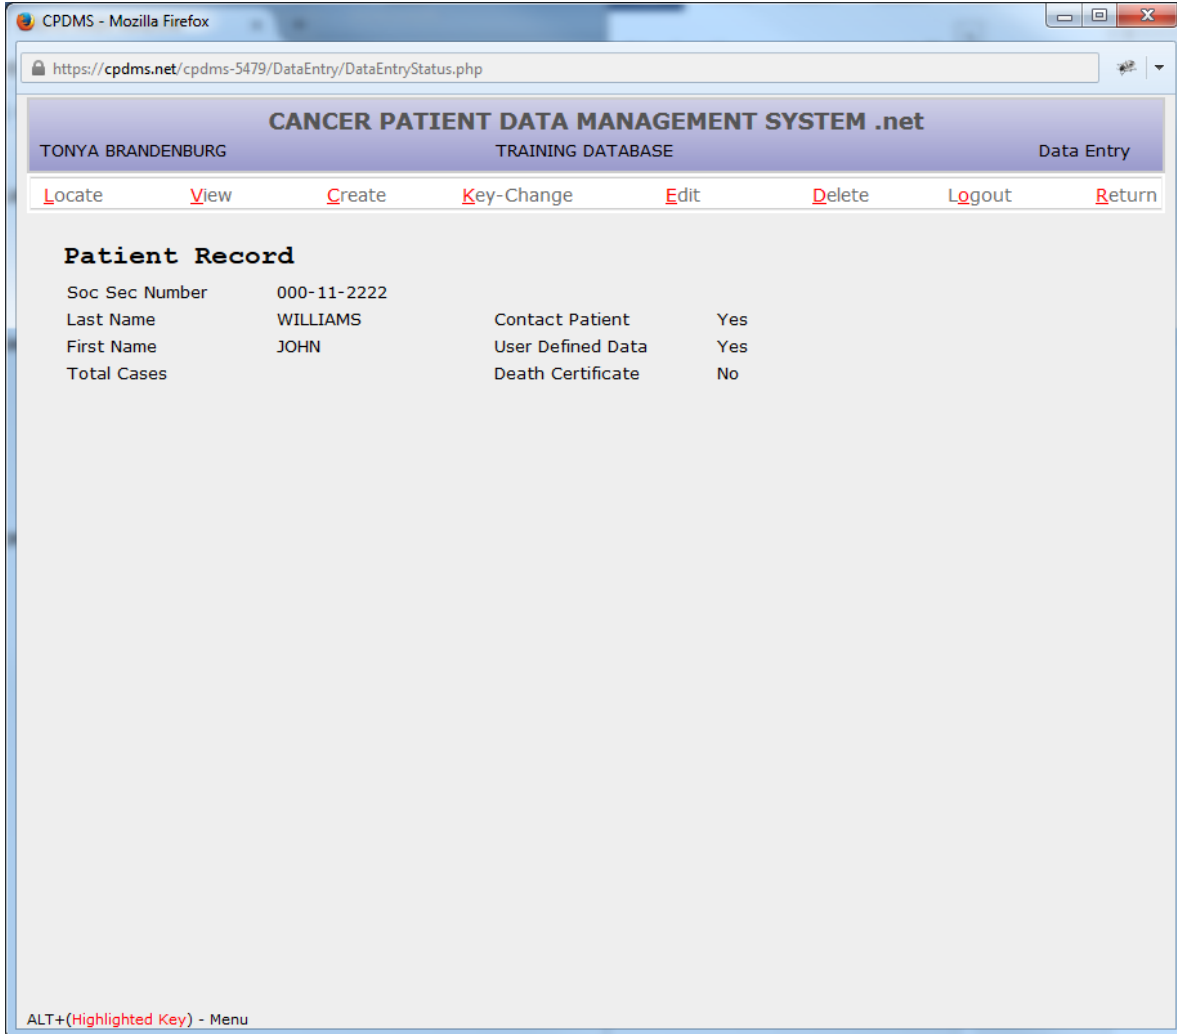 CPDMS - Mozilla Firefox
https://cpdms.net/cpdms-5479/DataEntry/DataEntryStatus.php
CANCER PATIENT DATA MANAGEMENT SYSTEM .net
TONYA BRANDENBURG TRAINING DATABASE Data Entry
Locate View Create Key-Change Edit Delete Logout Return
Patient Record
Soc Sec Number 000-11-2222
Last Name WILLIAMS Contact Patient Yes
First Name JOHN User Defined Data Yes
Total Cases Death Certificate No
ALT+(Highlighted Key) - Menu